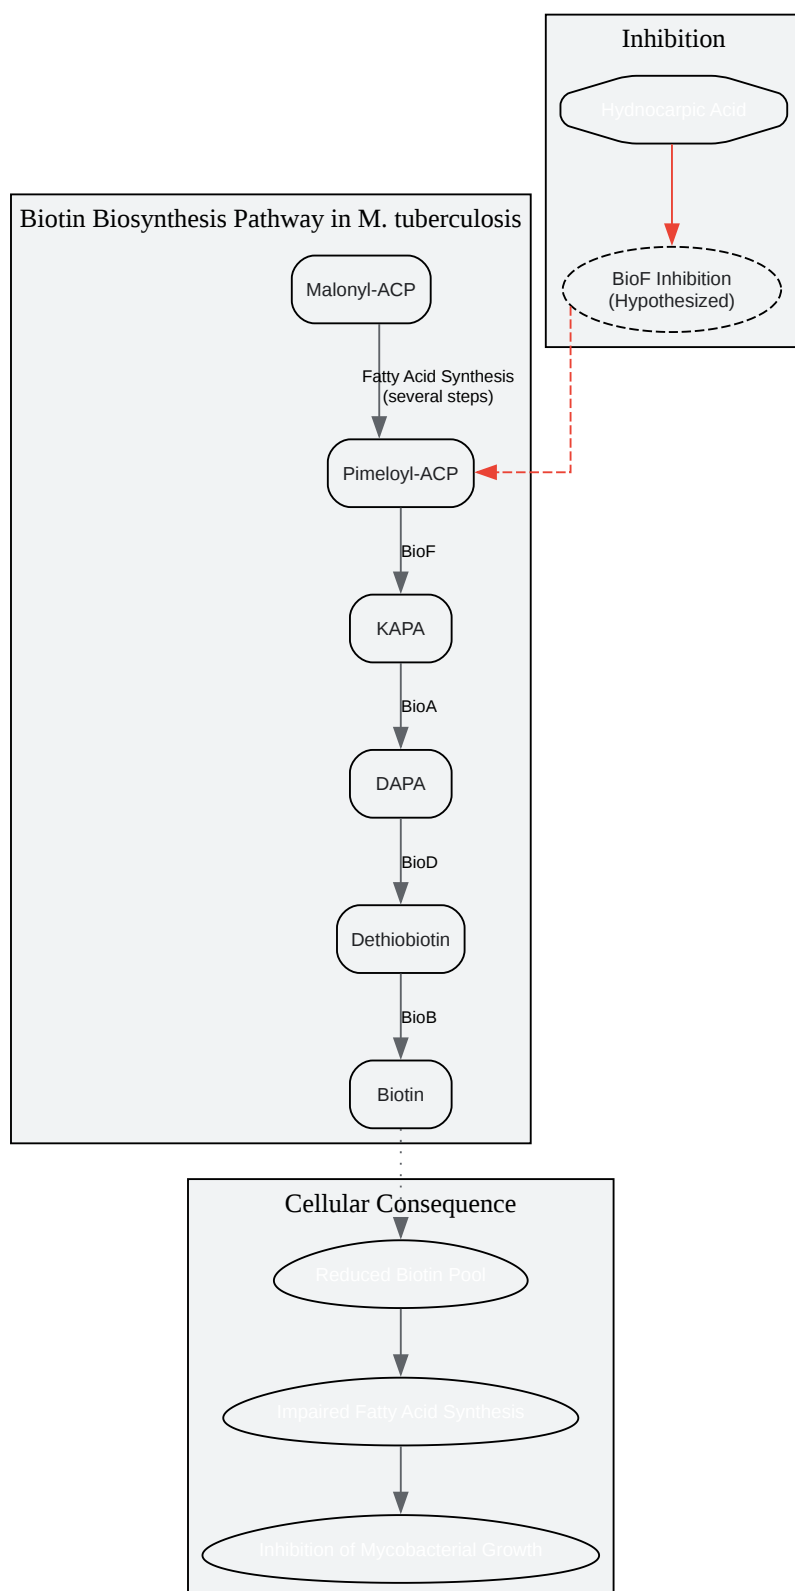 Inhibition
Hydnocarpic Acid
BioF Inhibition
(Hypothesized)
Biotin Biosynthesis Pathway in M. tuberculosis
Malonyl-ACP
Fatty Acid Synthesis
(several steps)
Pimeloyl-ACP
BioF
KAPA
BioA
DAPA
BioD
Dethiobiotin
BioB
Biotin
Cellular Consequence
Reduced Biotin Pool
Impaired Fatty Acid Synthesis
Inhibition of Mycobacterial Growth